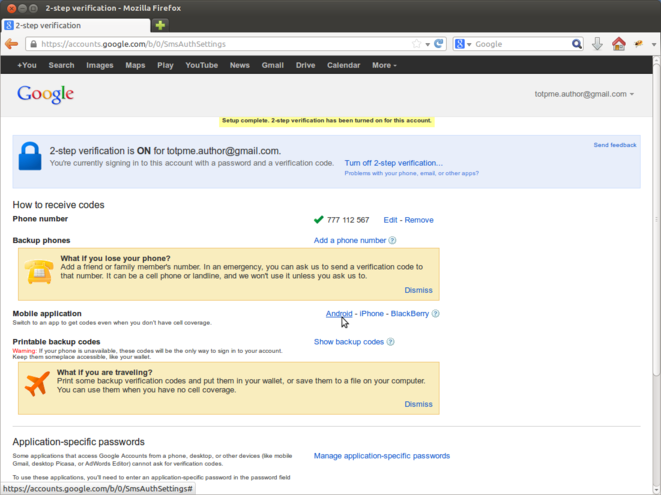 2-step verification - Mozilla Firefox
2-step verification
https://accounts.google.com/b/0/SmsAuthSettings
Google
+You Search Images Maps Play YouTube News Gmail Drive Calendar More
Google
totpme.author@gmail.com
Setup complete. 2-step verification has been turned on for this account.
Send feedback
2-step verification is ON for totpme.author@gmail.com.
You're currently signing in to this account with a password and a verification code. Turn off 2-step verification...
Problems with your phone, email, or other apps?
How to receive codes
Phone number 777 112 567 Edit - Remove
Backup phones Add a phone number ?
What if you lose your phone?
Add a friend or family member's number. In an emergency, you can ask us to send a verification code to
that number. It can be a cell phone or landline, and we won't use it unless you ask us to.
Dismiss
Mobile application Android - iPhone - BlackBerry ?
Switch to an app to get codes even when you don't have cell coverage.
Printable backup codes Show backup codes ?
Warning: If your phone is unavailable, these codes will be the only way to sign in to your account.
Keep them someplace accessible, like your wallet.
What if you are traveling?
Print some backup verification codes and put them in your wallet, or save them to a file on your computer.
You can use them when you have no cell coverage.
Dismiss
Application-specific passwords
Some applications that access Google Accounts from a phone, desktop, or other devices (like mobile Manage application-specific passwords
Gmail, desktop Picasa, or AdWords Editor) cannot ask for verification codes.
To use these applications, you'll need to enter an application-specific password in the password field
https://accounts.google.com/b/0/SmsAuthSettings#